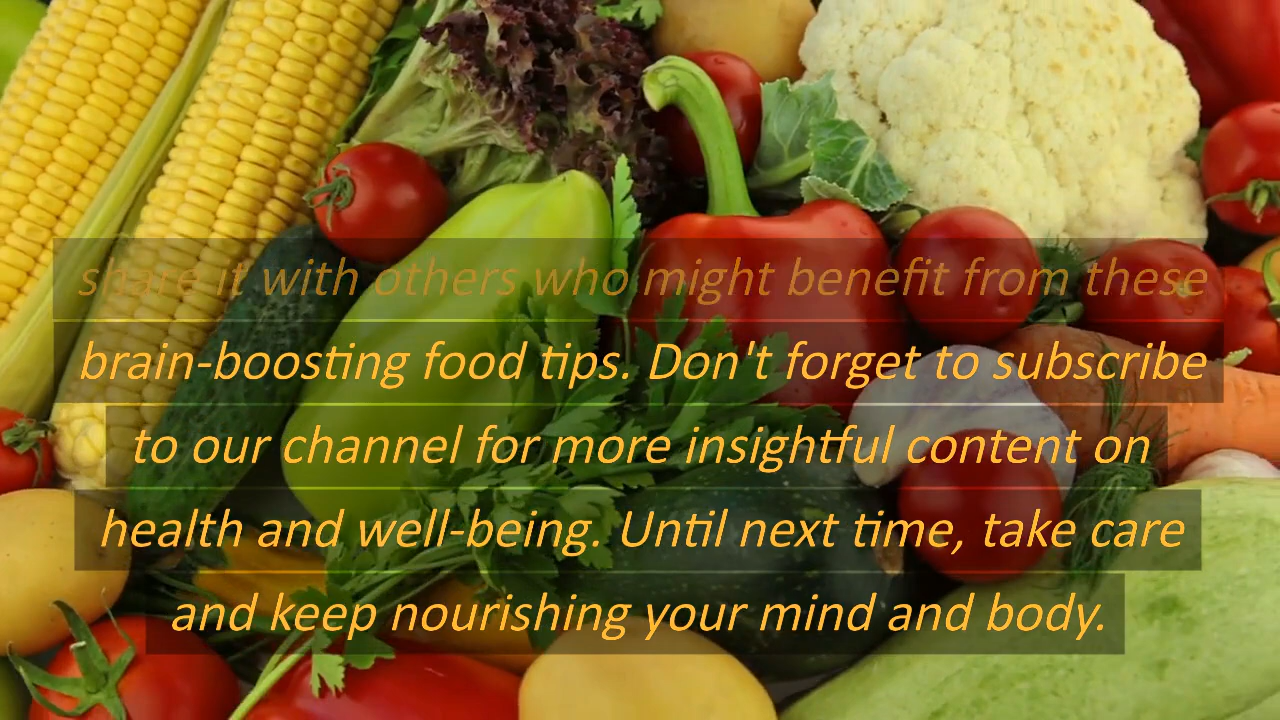 share it with others who might benefit from these
brain-boosting food tips. Don't forget to subscribe
to our channel for more insightful content on
health and well-being. Until next time, take care
and keep nourishing your mind and body.